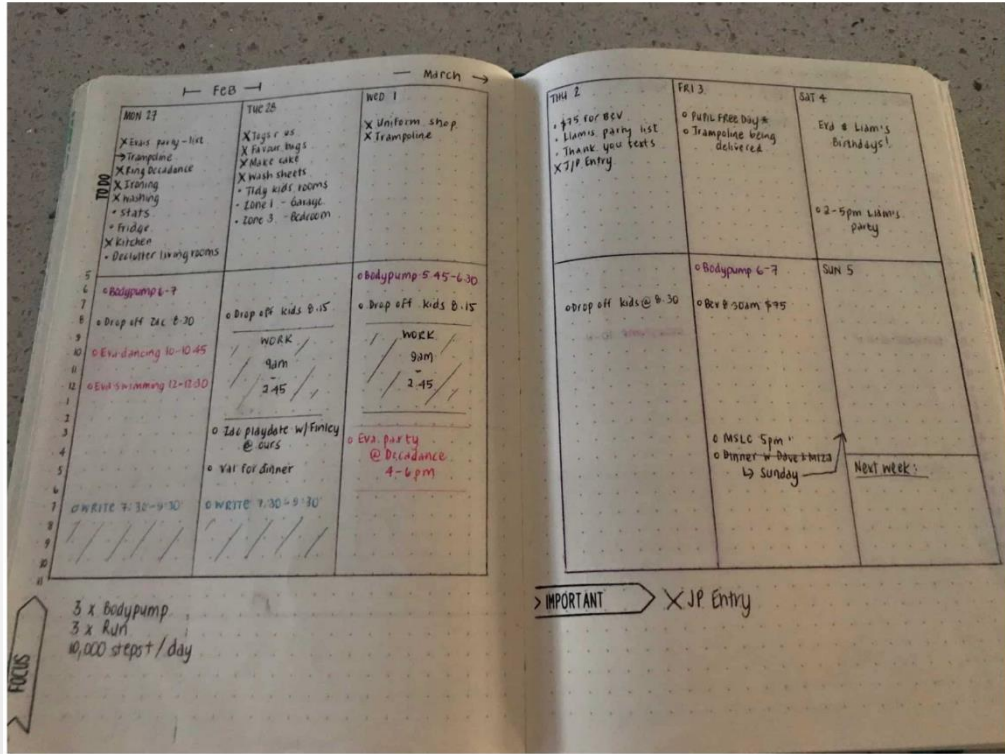 Feb
March
MON 27
TO DO
X Eva's party-list
→ Trampoline
X Ring Decadance
X Ironing
X Washing
• Stats
• Fridge
X Kitchen
• Declutter living rooms
TUE 28
X Toys r us
X Favour bags
X Make cake
X Wash sheets
• Tidy kids rooms
• Zone 1 - Garage
• Zone 3 - Bedroom
WED 1
X Uniform shop
X Trampoline
THU 2
• $75 for BCV
• Liam's party list
• Thank you texts
X J/P Entry
FRI 3
o PUPIL FREE DAY *
o Trampoline being
delivered
SAT 4
Eva & Liam's
Birthdays!
o 2-5pm Liam's
party
5
6
7
8
9
10
11
12
1
2
3
4
5
6
7
8
9
10
11
o Bodypump 6-7
o Drop off Zac 8.30
o Eva dancing 10-10.45
o Eva swimming 12-12:30
o WRITE 7:30-9:30
o Drop off kids 8.15
WORK
9am
-
2.45
o Zac playdate w/ Finley
@ ours
o Val for dinner
o WRITE 7.30-9:30
o Bodypump 5.45-6.30
o Drop off kids 8.15
WORK
9am
-
2.45
o Eva party
@ Decadance
4-6pm
o Drop off kids @ 8.30
o Bodypump 6-7
o BCV 8.30am $75
o MSLC 5pm
o Dinner w Dave &
↳ Sunday
SUN 5
Next week:
FOCUS
3 x Bodypump
3 x Run
10,000 steps + / day
IMPORTANT
X JP Entry